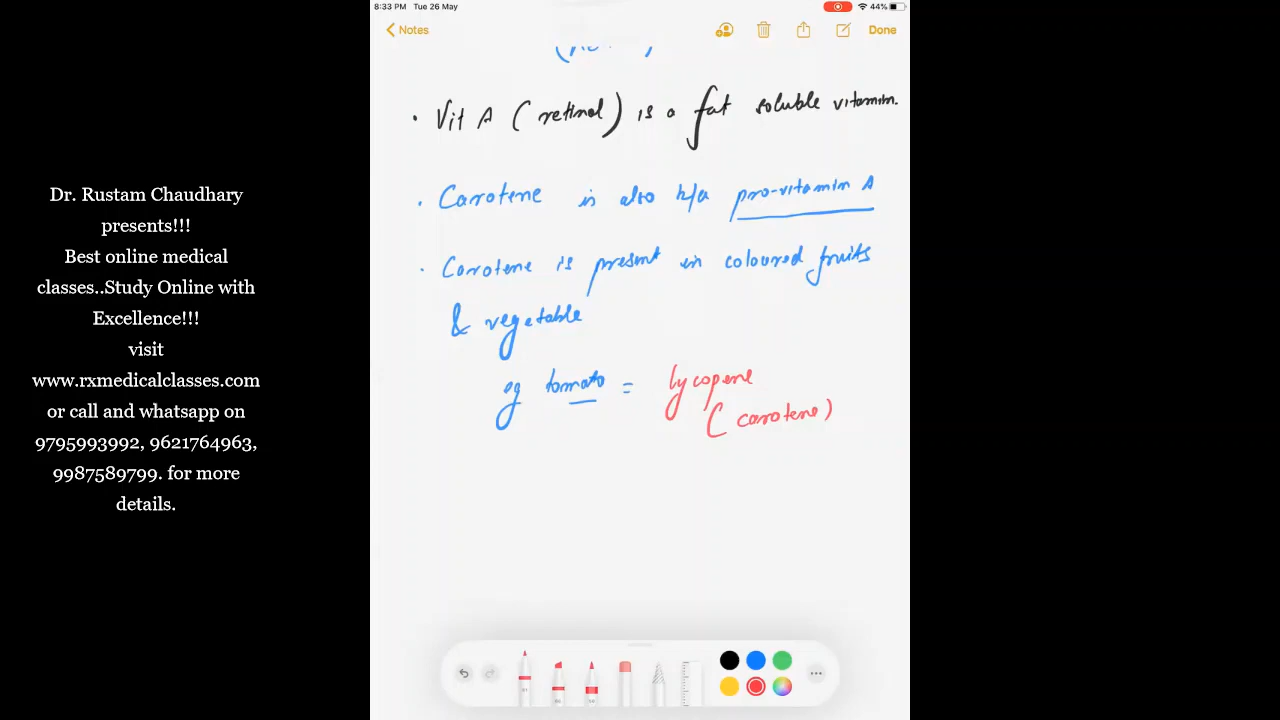 8:33 PM Tue 26 May
44%
Notes
Done
• Vit A (retinol) is a fat soluble vitamin.
• Carotene is also k/a pro-vitamin A
• Carotene is present in coloured fruits
& vegetable
eg tomato = lycopene
(carotene)
Dr. Rustam Chaudhary
presents!!!
Best online medical
classes..Study Online with
Excellence!!!
visit
www.rxmedicalclasses.com
or call and whatsapp on
9795993992, 9621764963,
9987589799. for more
details.